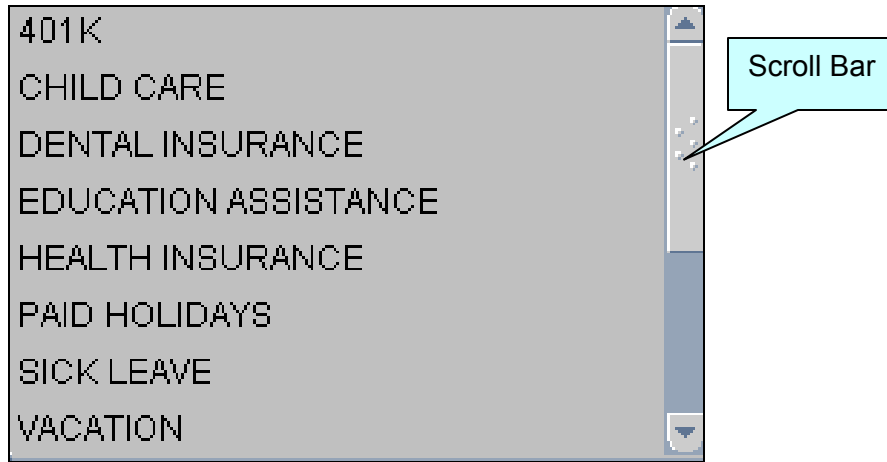 401K
CHILD CARE
DENTAL INSURANCE
EDUCATION ASSISTANCE
HEALTH INSURANCE
PAID HOLIDAYS
SICK LEAVE
VACATION
Scroll Bar